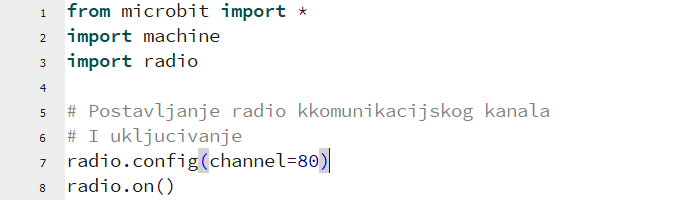 1 from microbit import *
2 import machine
3 import radio
4
5 # Postavljanje radio kkomunikacijskog kanala
6 # I ukljucivanje
7 radio.config(channel=80)
8 radio.on()